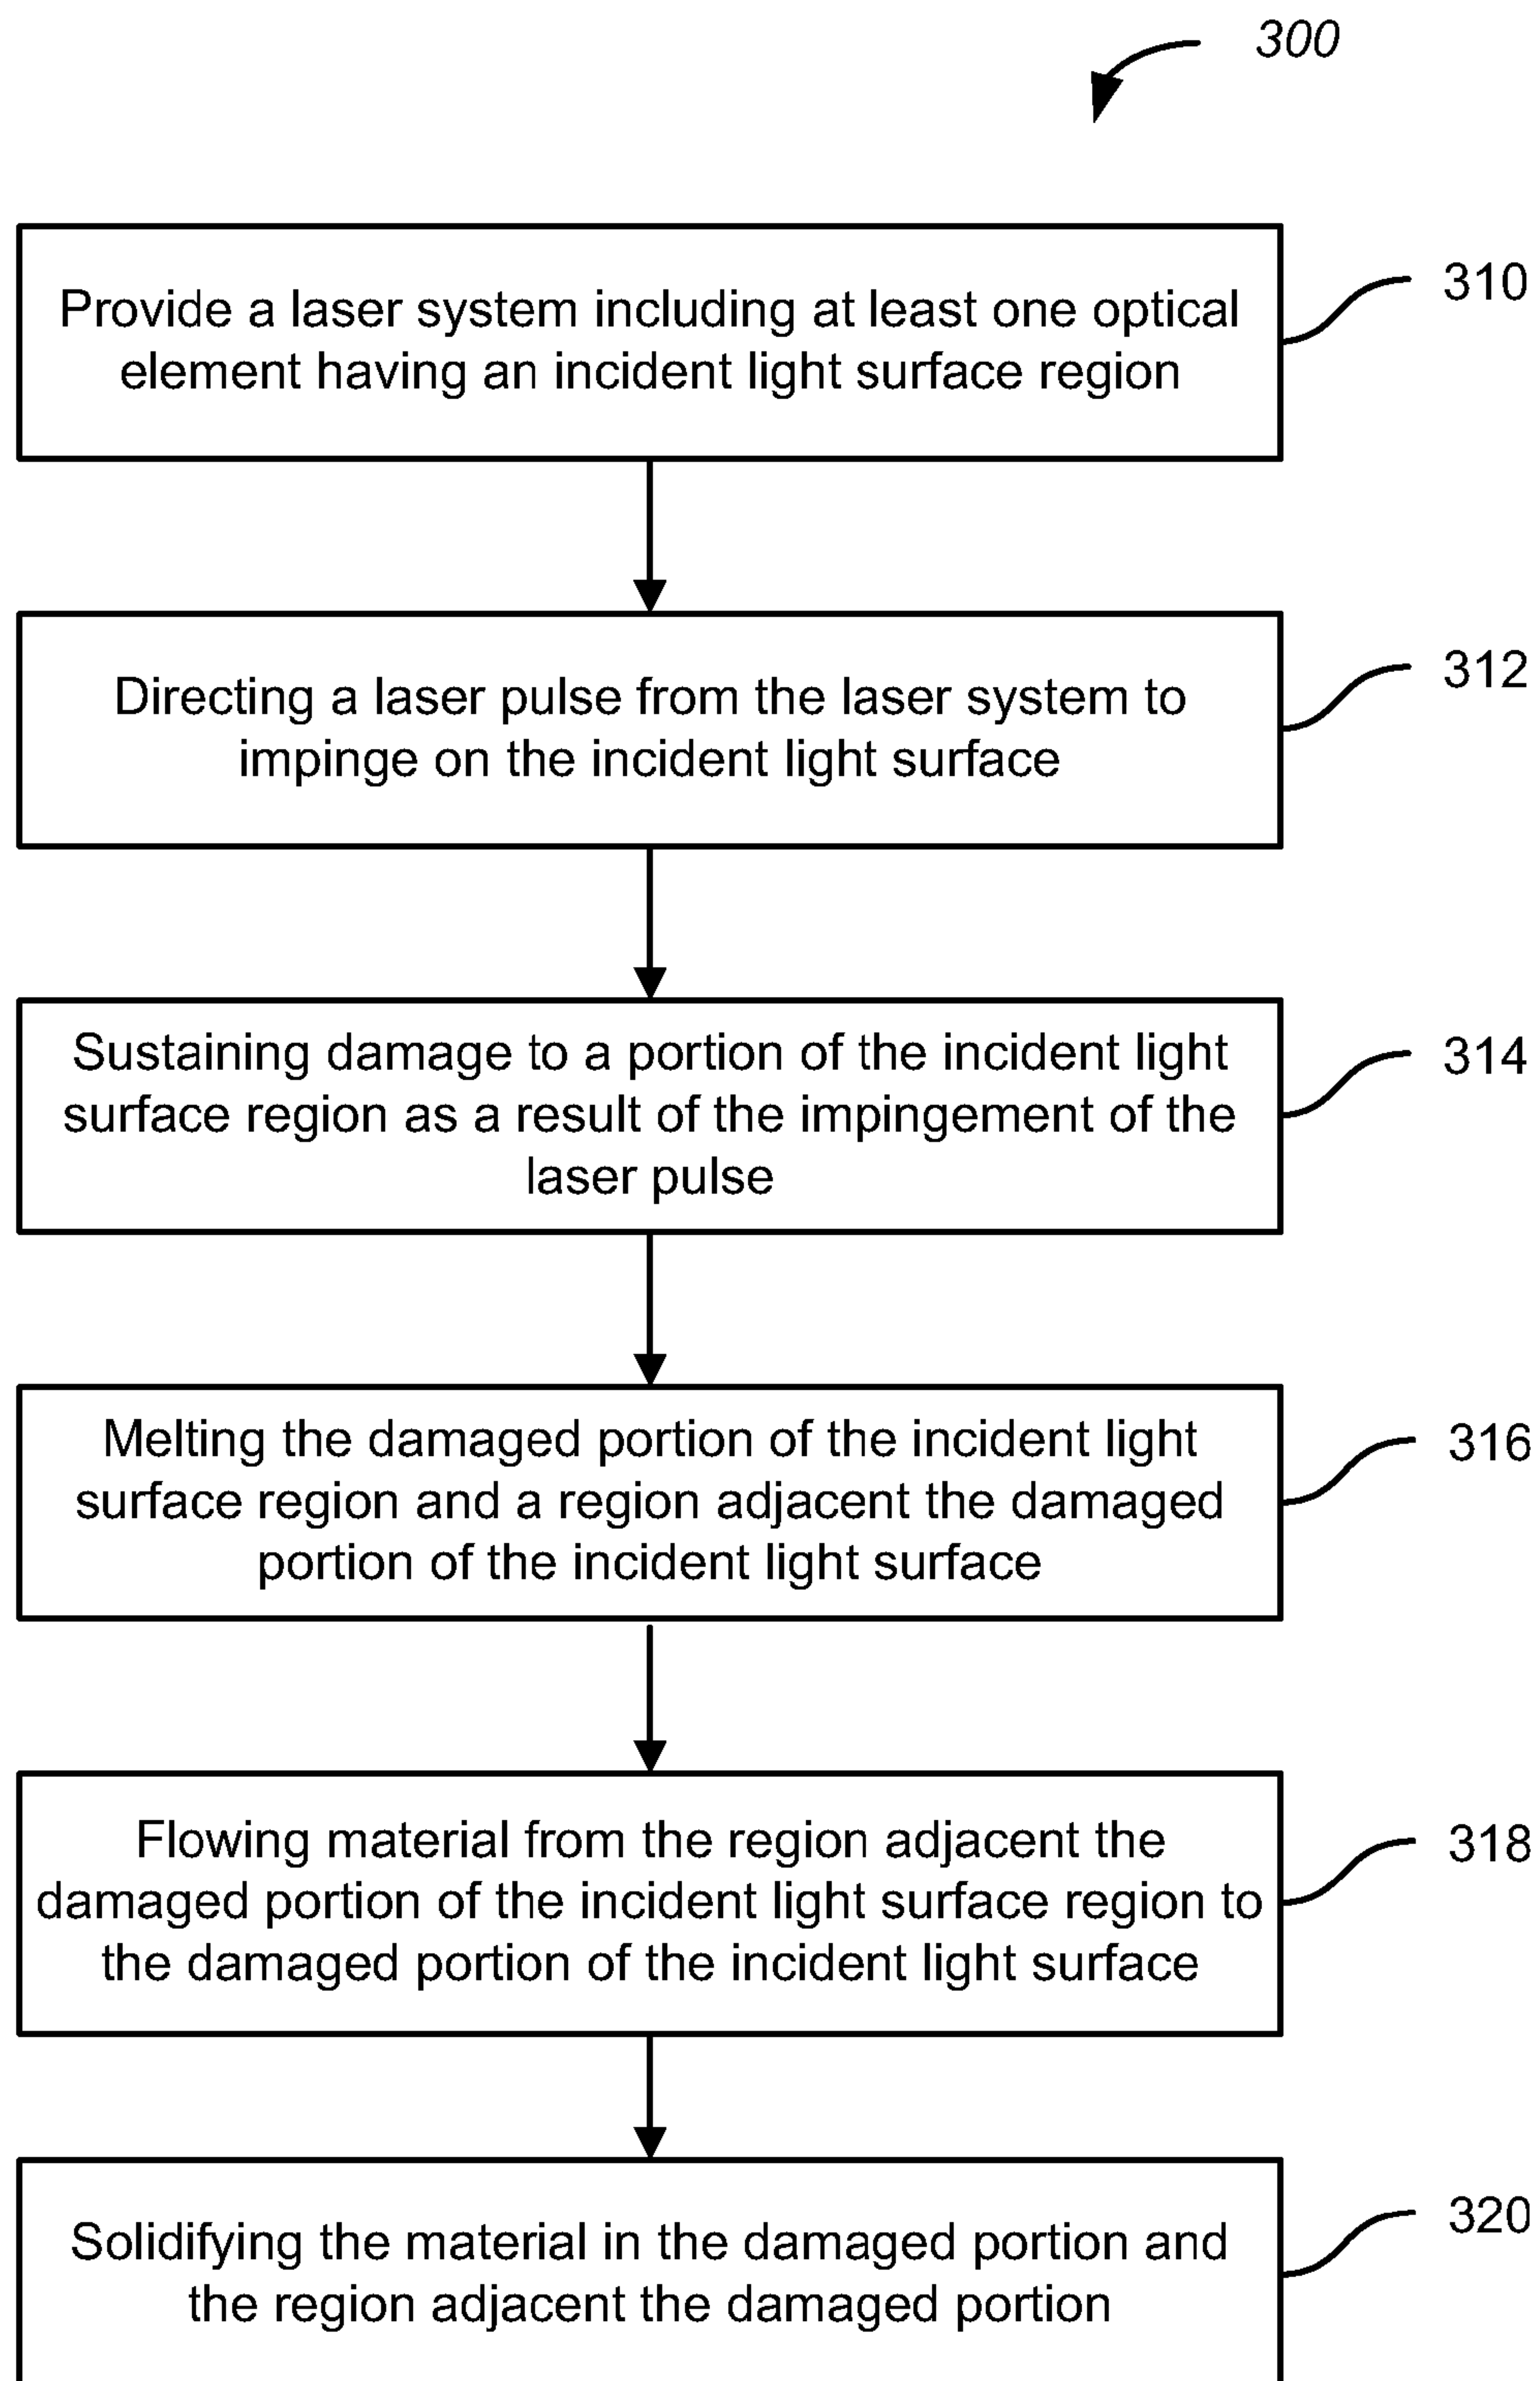 300
Provide a laser system including at least one optical
element having an incident light surface region
310
Directing a laser pulse from the laser system to
impinge on the incident light surface
312
Sustaining damage to a portion of the incident light
surface region as a result of the impingement of the
laser pulse
314
Melting the damaged portion of the incident light
surface region and a region adjacent the damaged
portion of the incident light surface
316
Flowing material from the region adjacent the
damaged portion of the incident light surface region to
the damaged portion of the incident light surface
318
Solidifying the material in the damaged portion and
the region adjacent the damaged portion
320